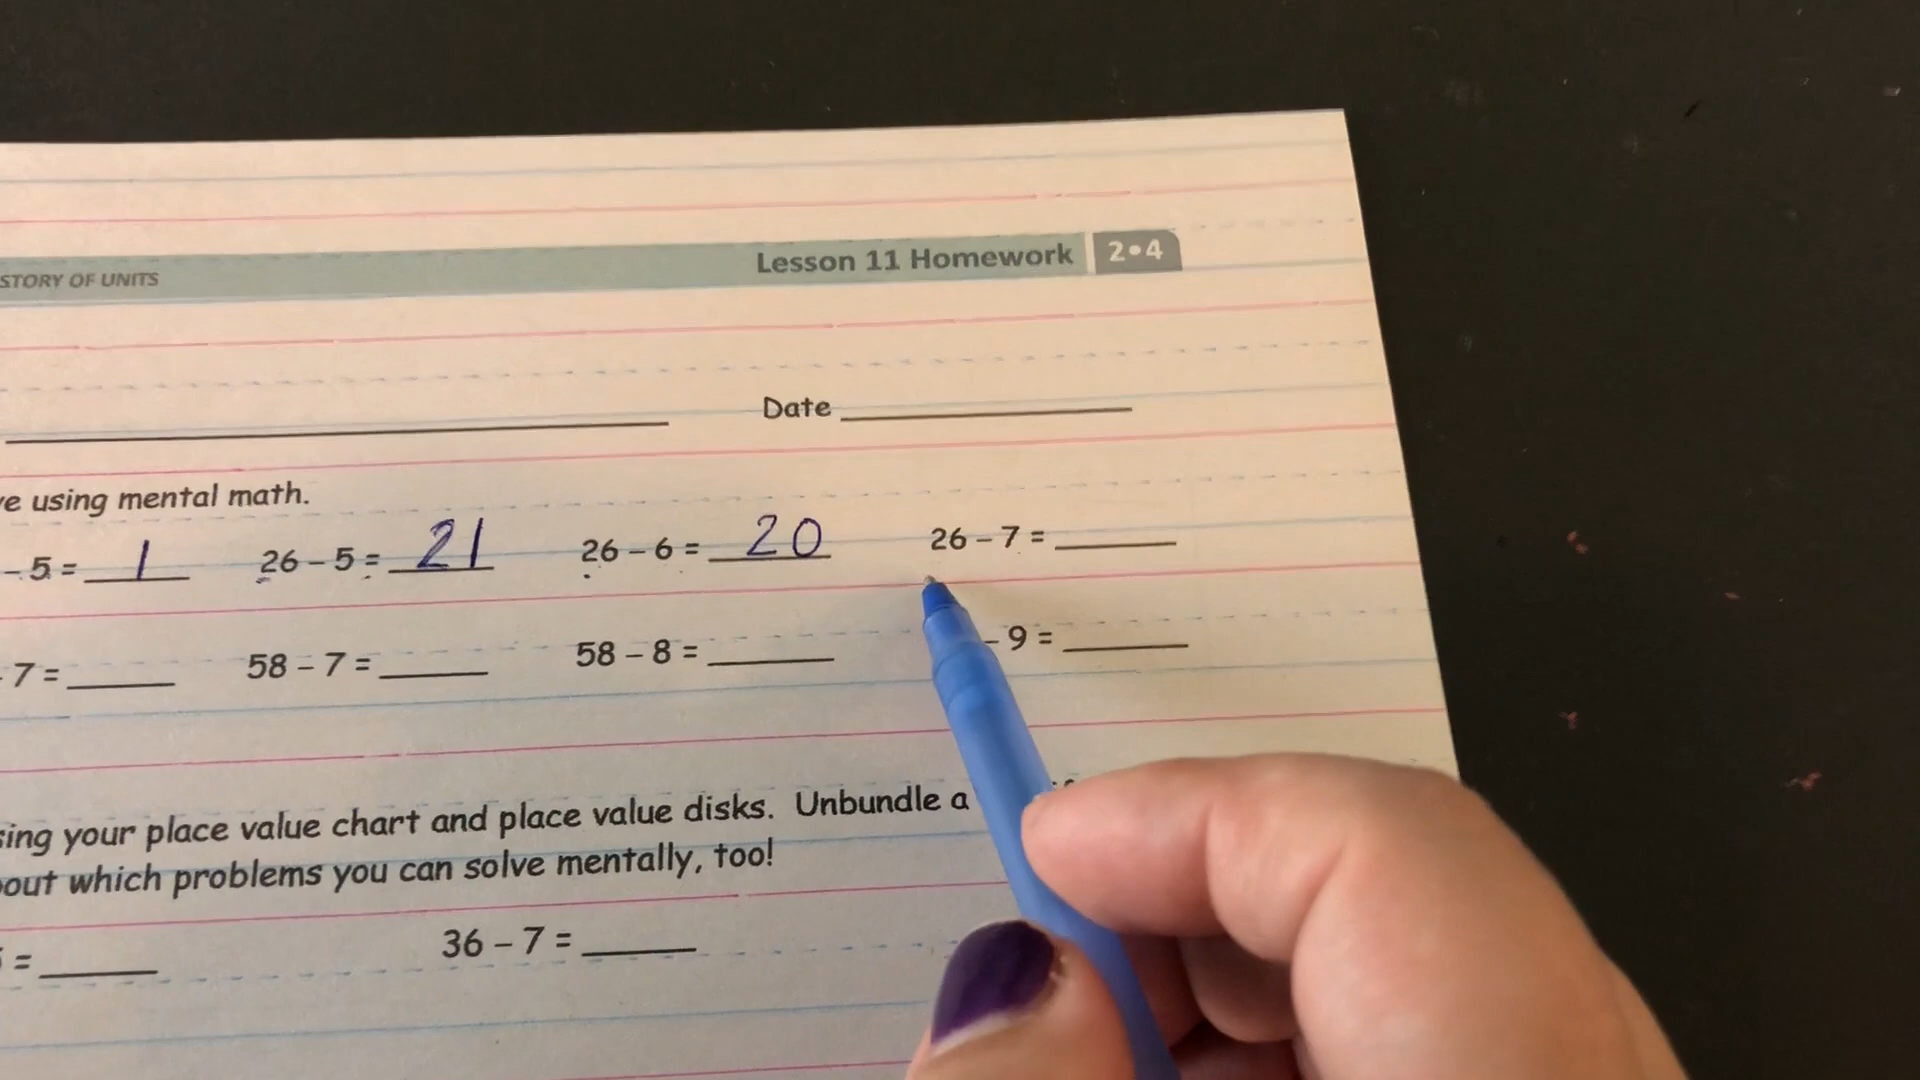 STORY OF UNITS
Lesson 11 Homework 2•4
Date
using mental math.
– 5 = 1 26 – 5 = 21 26 – 6 = 20 26 – 7 =
7 = 58 – 7 = 58 – 8 = – 9 =
your place value chart and place value disks. Unbundle a
which problems you can solve mentally, too!
= 36 – 7 =